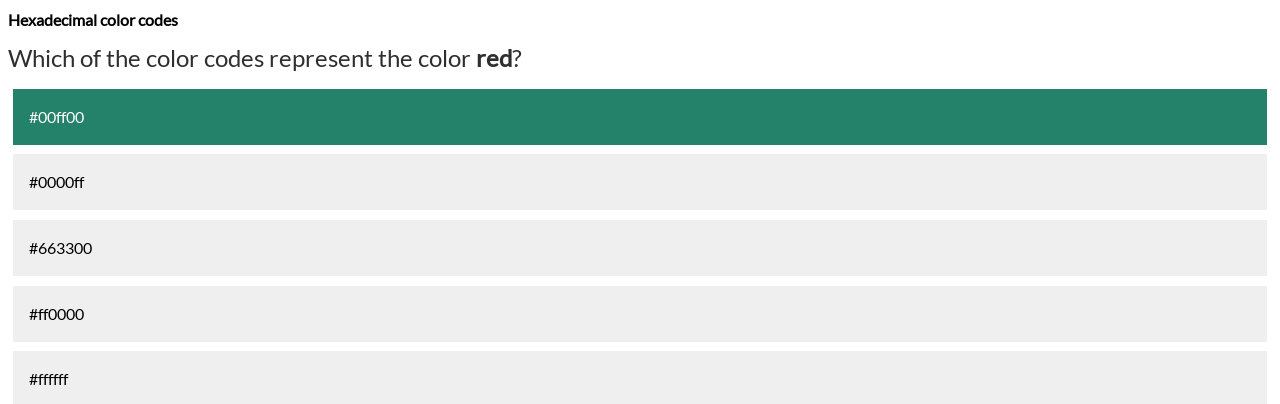 Hexadecimal color codes
Which of the color codes represent the color red?
#00ff00
#0000ff
#663300
#ff0000
#ffffff